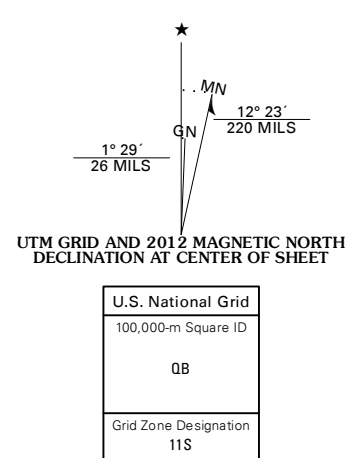 MN
12° 23´
220 MILS
GN
1° 29´
26 MILS
UTM GRID AND 2012 MAGNETIC NORTH
DECLINATION AT CENTER OF SHEET
U.S. National Grid
100,000-m Square ID
QB
Grid Zone Designation
11S